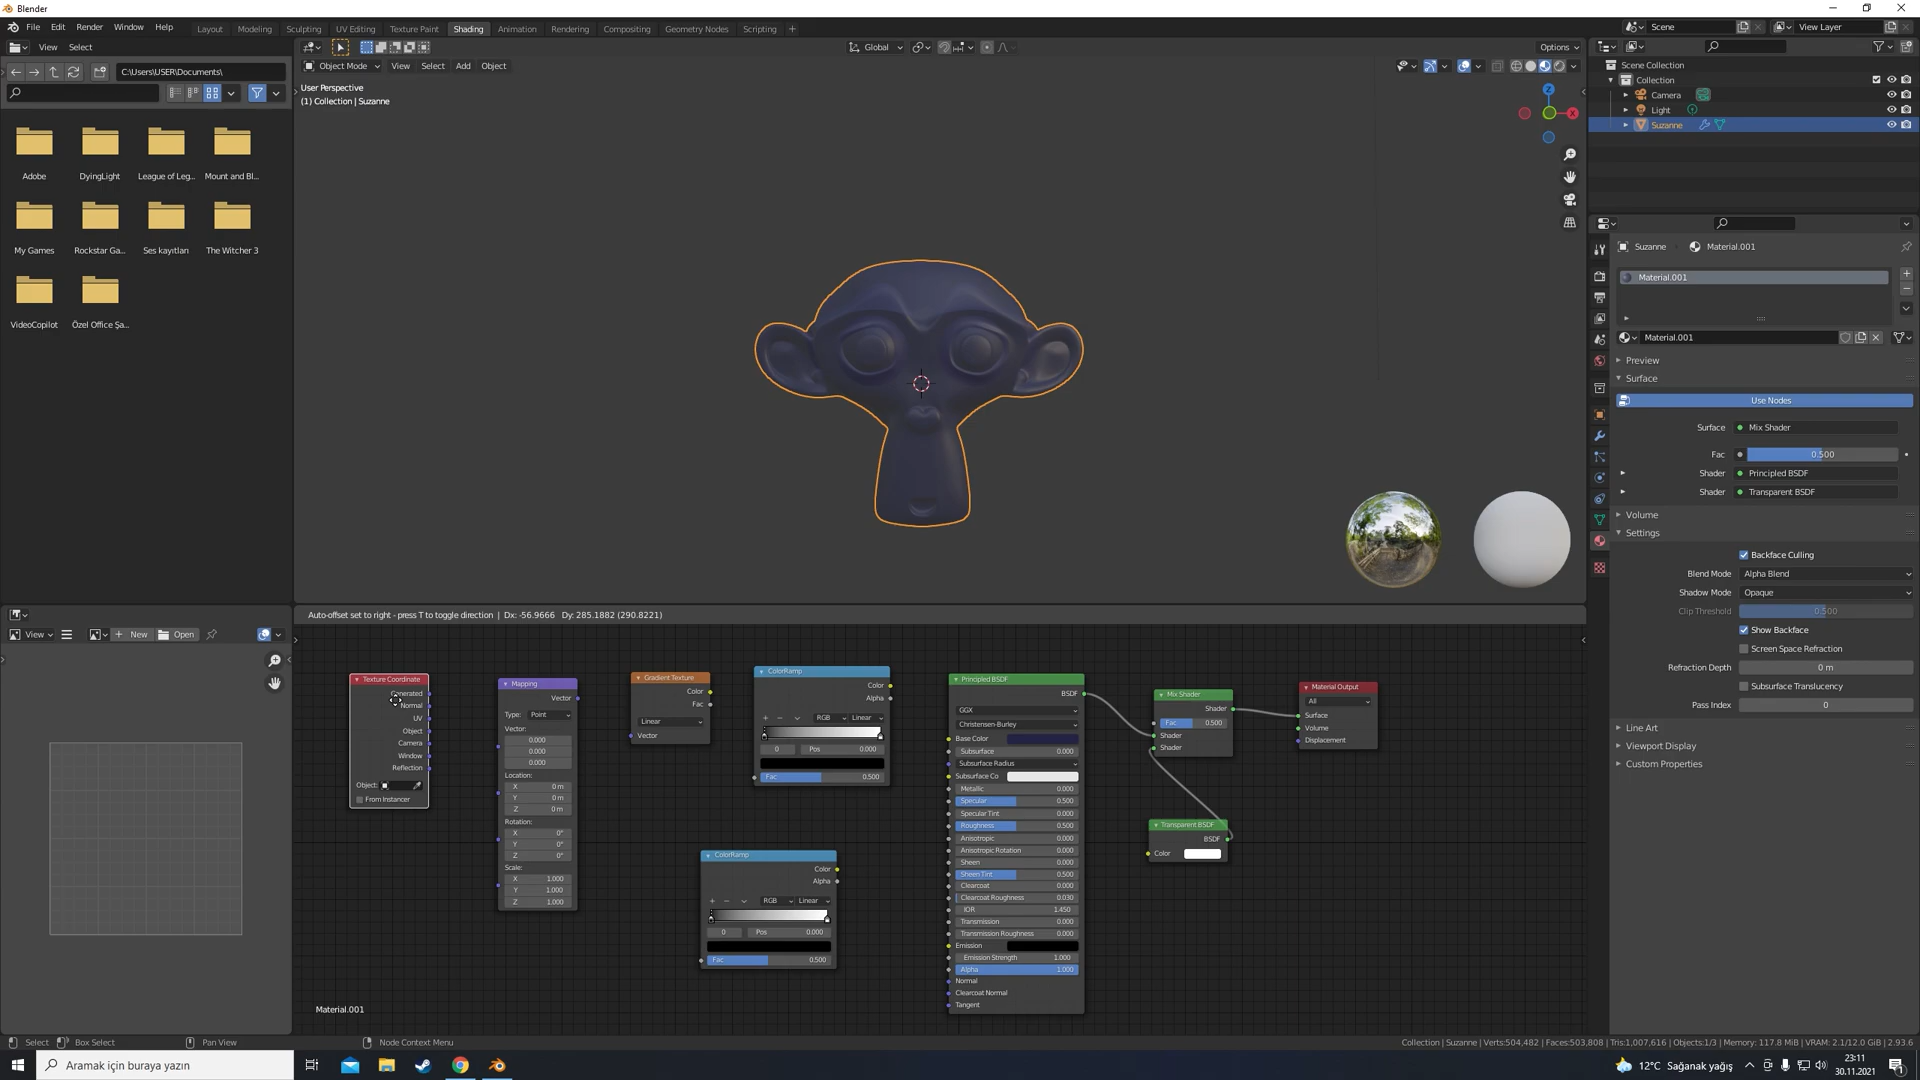 Blender
File Edit Render Window Help
Layout Modeling Sculpting UV Editing Texture Paint Shading Animation Rendering Compositing Geometry Nodes Scripting +
Scene
View Layer
View Select
Global
Options
C:\Users\USER\Documents\
Object Mode View Select Add Object
User Perspective
(1) Collection | Suzanne
Adobe
DyingLight
League of Leg...
Mount and Bl...
My Games
Rockstar Ga...
Ses kayıtları
The Witcher 3
VideoCopilot
Özel Office Şa...
Z
X
Scene Collection
Collection
Camera
Light
Suzanne
Suzanne Material.001
Material.001
Material.001
Preview
Surface
Use Nodes
Surface Mix Shader
Fac 0.500
Shader Principled BSDF
Shader Transparent BSDF
Volume
Settings
Backface Culling
Blend Mode Alpha Blend
Shadow Mode Opaque
Clip Threshold 0.500
Show Backface
Screen Space Refraction
Refraction Depth 0 m
Subsurface Translucency
Pass Index 0
Line Art
Viewport Display
Custom Properties
View + New Open
Auto-offset set to right - press T to toggle direction | Dx: -56.9666 Dy: 285.1882 (290.8221)
Texture Coordinate
Generated
Normal
UV
Object
Camera
Window
Reflection
Object:
From Instancer
Mapping
Vector
Type: Point
Vector:
0.000
0.000
0.000
Location:
X 0 m
Y 0 m
Z 0 m
Rotation:
X 0°
Y 0°
Z 0°
Scale:
X 1.000
Y 1.000
Z 1.000
Gradient Texture
Color
Fac
Linear
Vector
ColorRamp
Color
Alpha
+ − RGB Linear
0 Pos 0.000
Fac 0.500
ColorRamp
Color
Alpha
+ − RGB Linear
0 Pos 0.000
Fac 0.500
Principled BSDF
BSDF
GGX
Christensen-Burley
Base Color
Subsurface 0.000
Subsurface Radius
Subsurface Co
Metallic 0.000
Specular 0.500
Specular Tint 0.000
Roughness 0.500
Anisotropic 0.000
Anisotropic Rotation 0.000
Sheen 0.000
Sheen Tint 0.500
Clearcoat 0.000
Clearcoat Roughness 0.030
IOR 1.450
Transmission 0.000
Transmission Roughness 0.000
Emission
Emission Strength 1.000
Alpha 1.000
Normal
Clearcoat Normal
Tangent
Mix Shader
Shader
Fac 0.500
Shader
Shader
Transparent BSDF
BSDF
Color
Material Output
All
Surface
Volume
Displacement
Material.001
Select Box Select Pan View Node Context Menu
Collection | Suzanne | Verts:504,482 | Faces:503,808 | Tris:1,007,616 | Objects:1/3 | Memory: 117.8 MiB | VRAM: 2.1/12.0 GiB | 2.93.6
Aramak için buraya yazın
12°C Sağanak yağış
23:11
30.11.2021